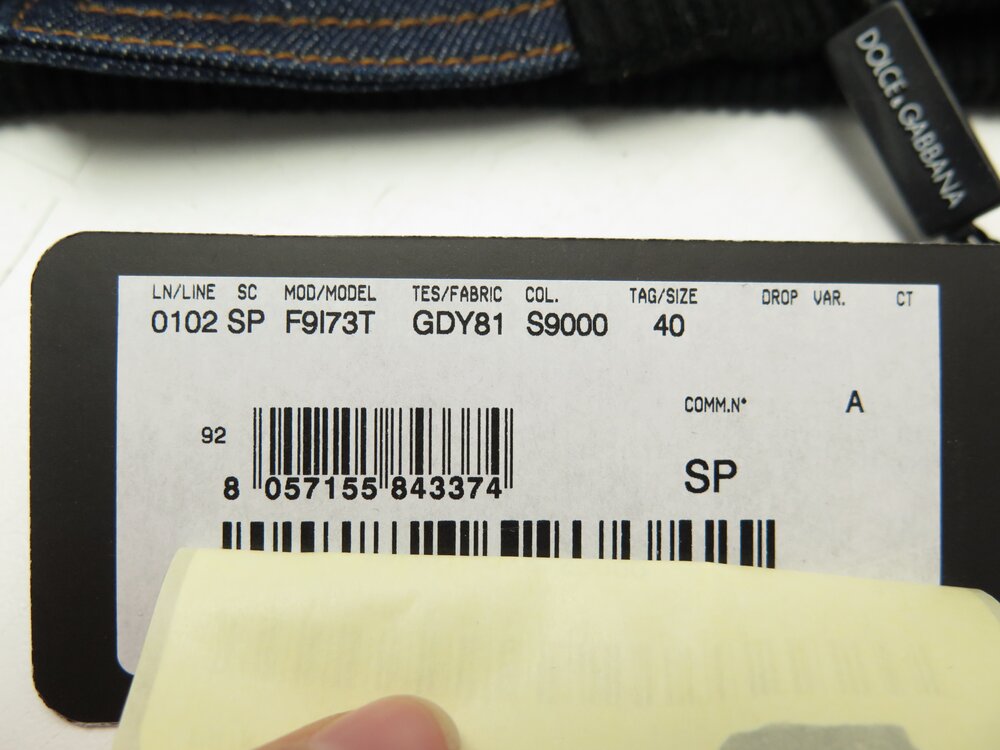 DOLCE & GABBANA
LN/LINE SC MOD/MODEL TES/FABRIC COL. TAG/SIZE DROP VAR. CT
0102 SP F9I73T GDY81 S9000 40
COMM.N° A
92
SP
8 057155 843374